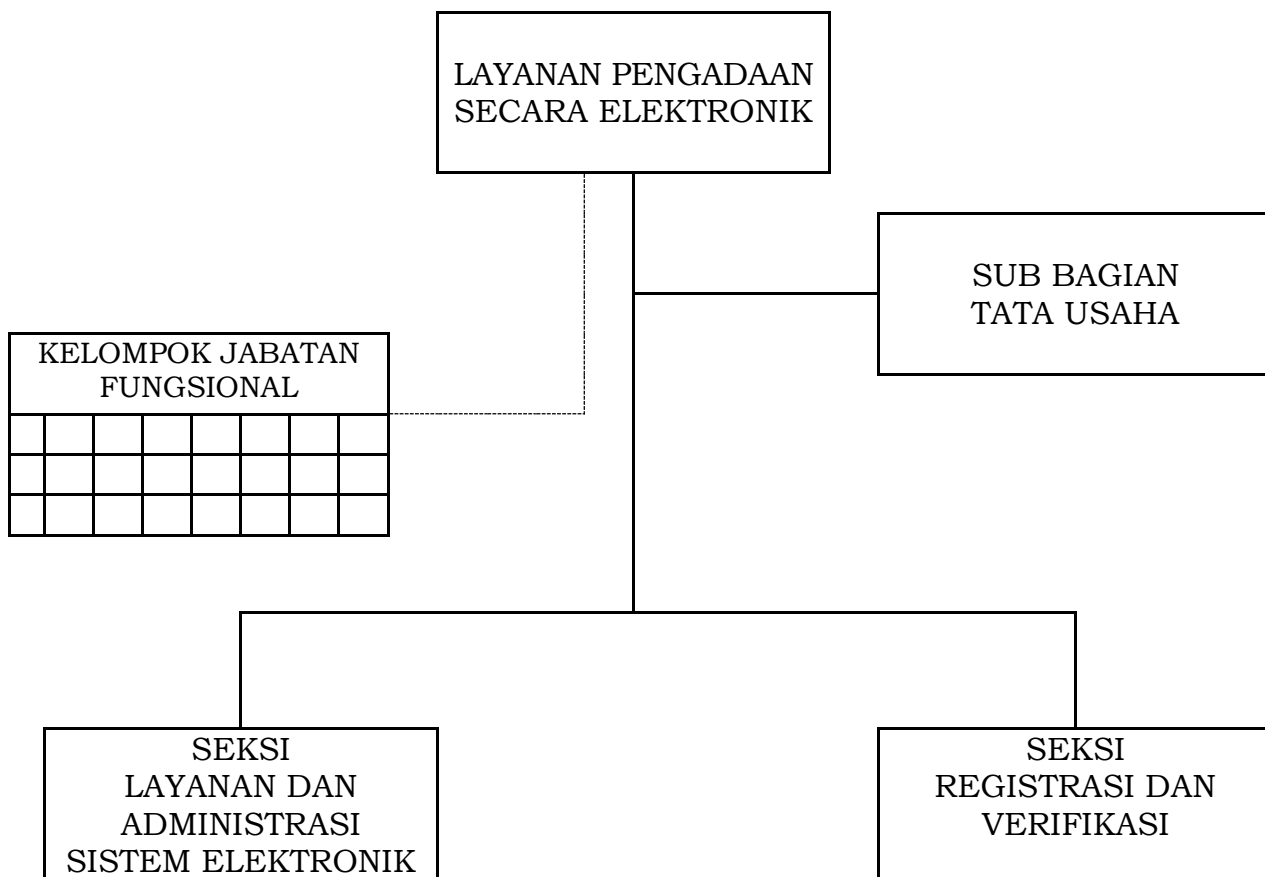 LAYANAN PENGADAAN
SECARA ELEKTRONIK
SUB BAGIAN
TATA USAHA
KELOMPOK JABATAN
FUNGSIONAL
SEKSI
LAYANAN DAN
ADMINISTRASI
SISTEM ELEKTRONIK
SEKSI
REGISTRASI DAN
VERIFIKASI